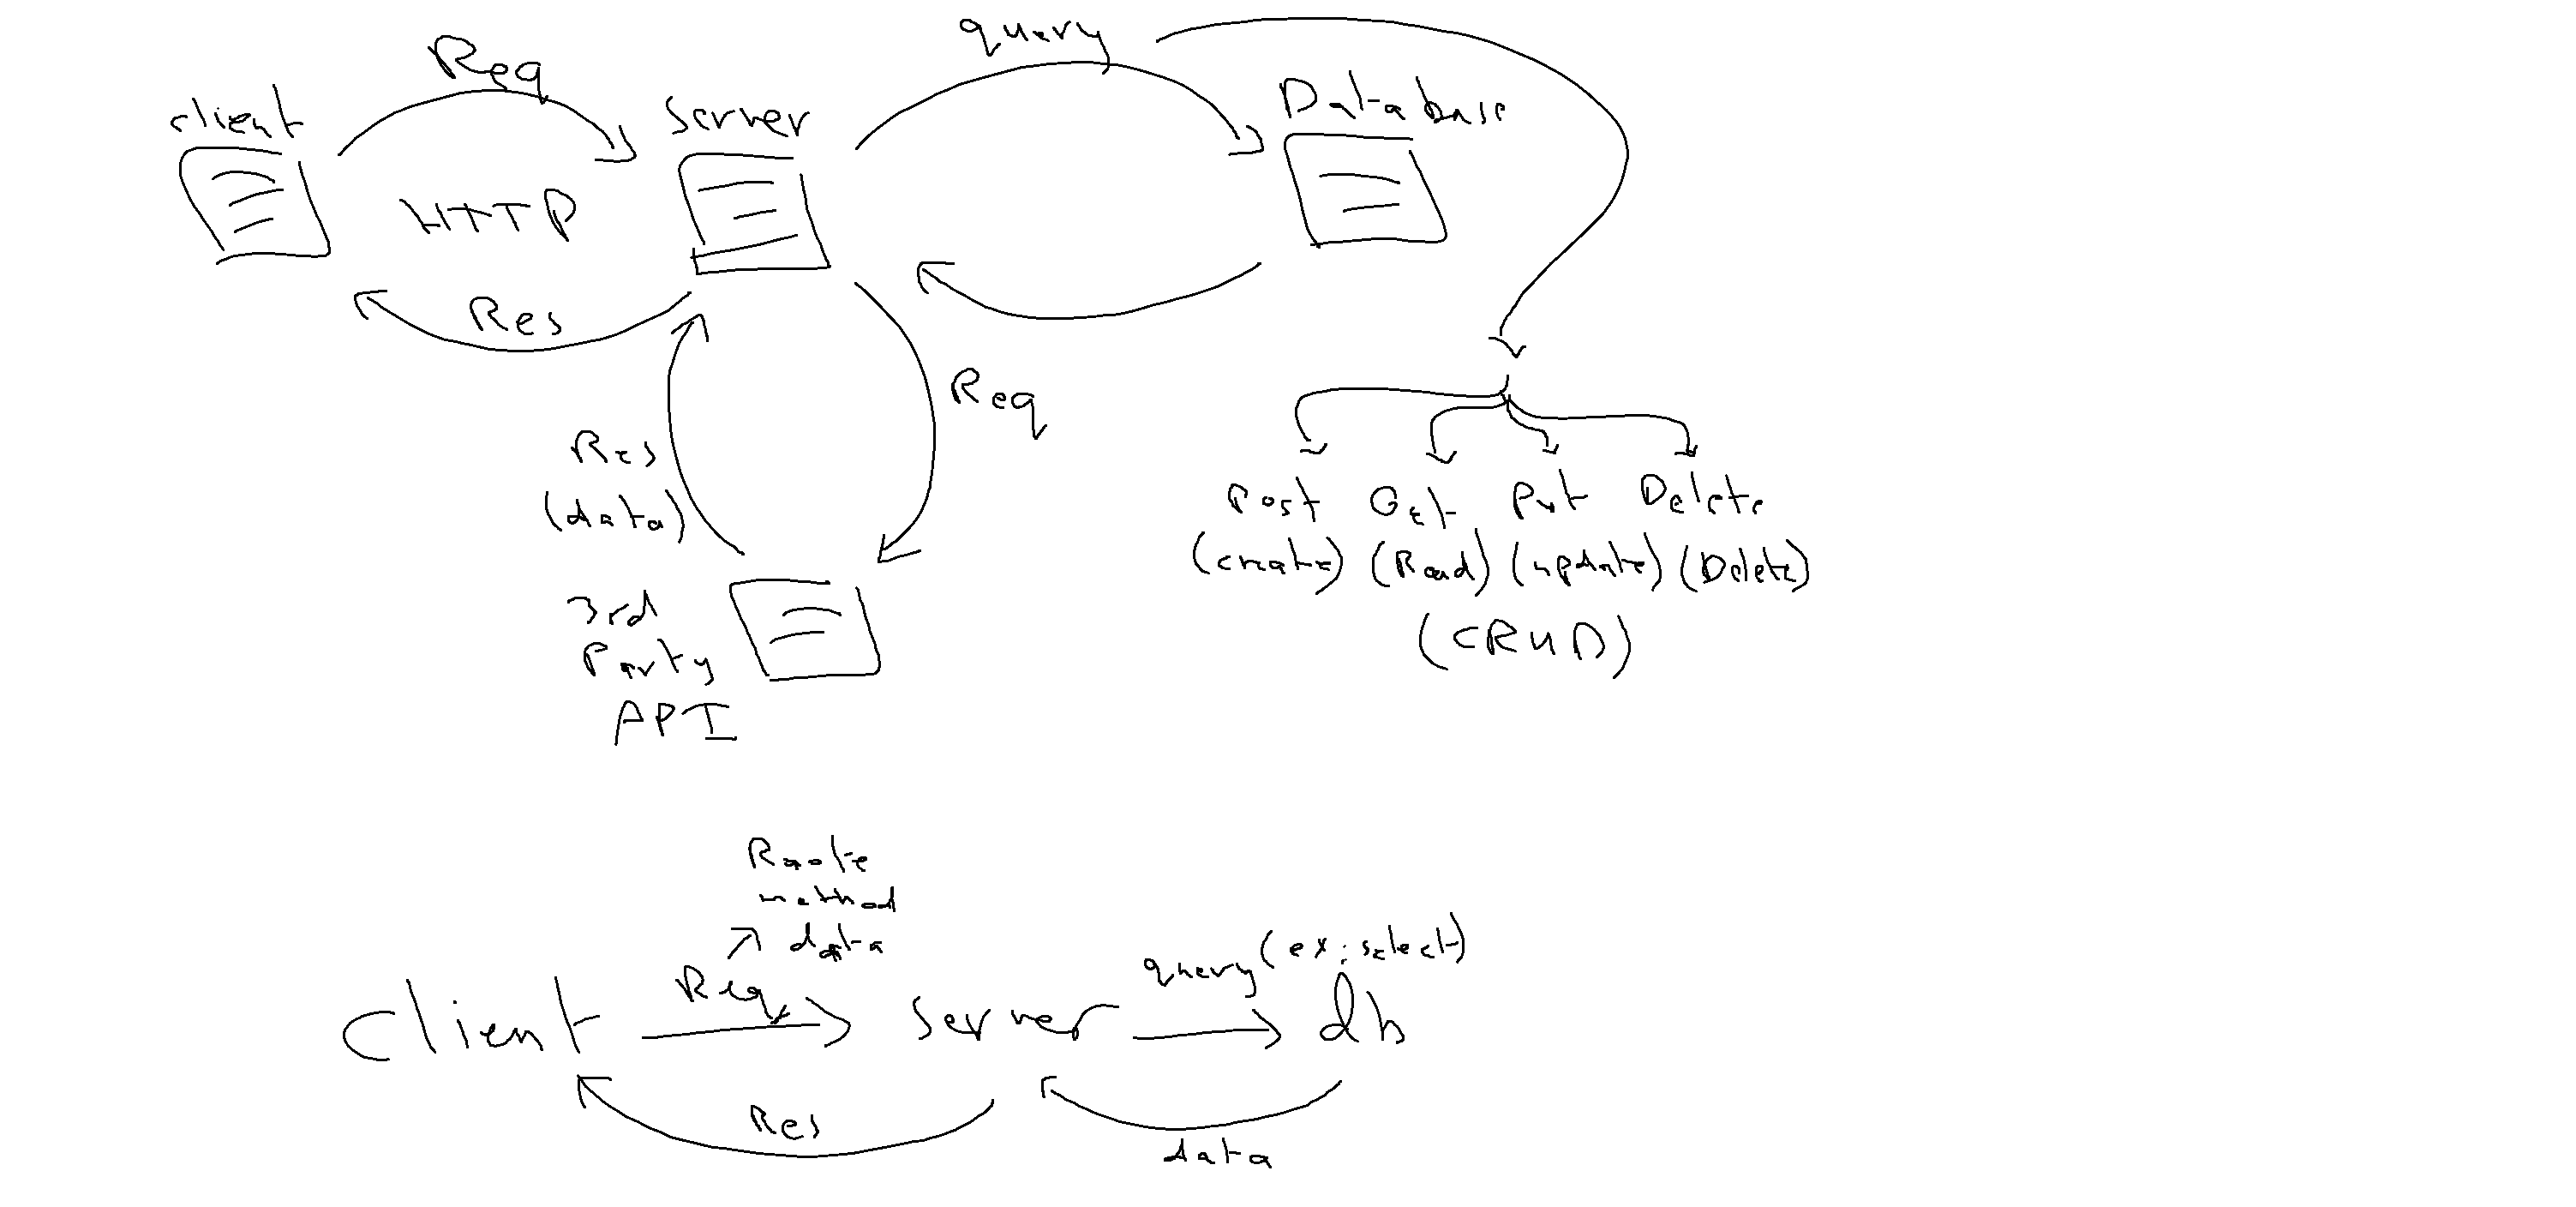 Req
query
client
server
Database
HTTP
Res
Req
Res
(data)
Post Get Put Delete
(create) (Read) (update) (Delete)
(CRUD)
3rd
Party
API
Route
method
data
Req
query (ex: select)
client
server
db
Res
data